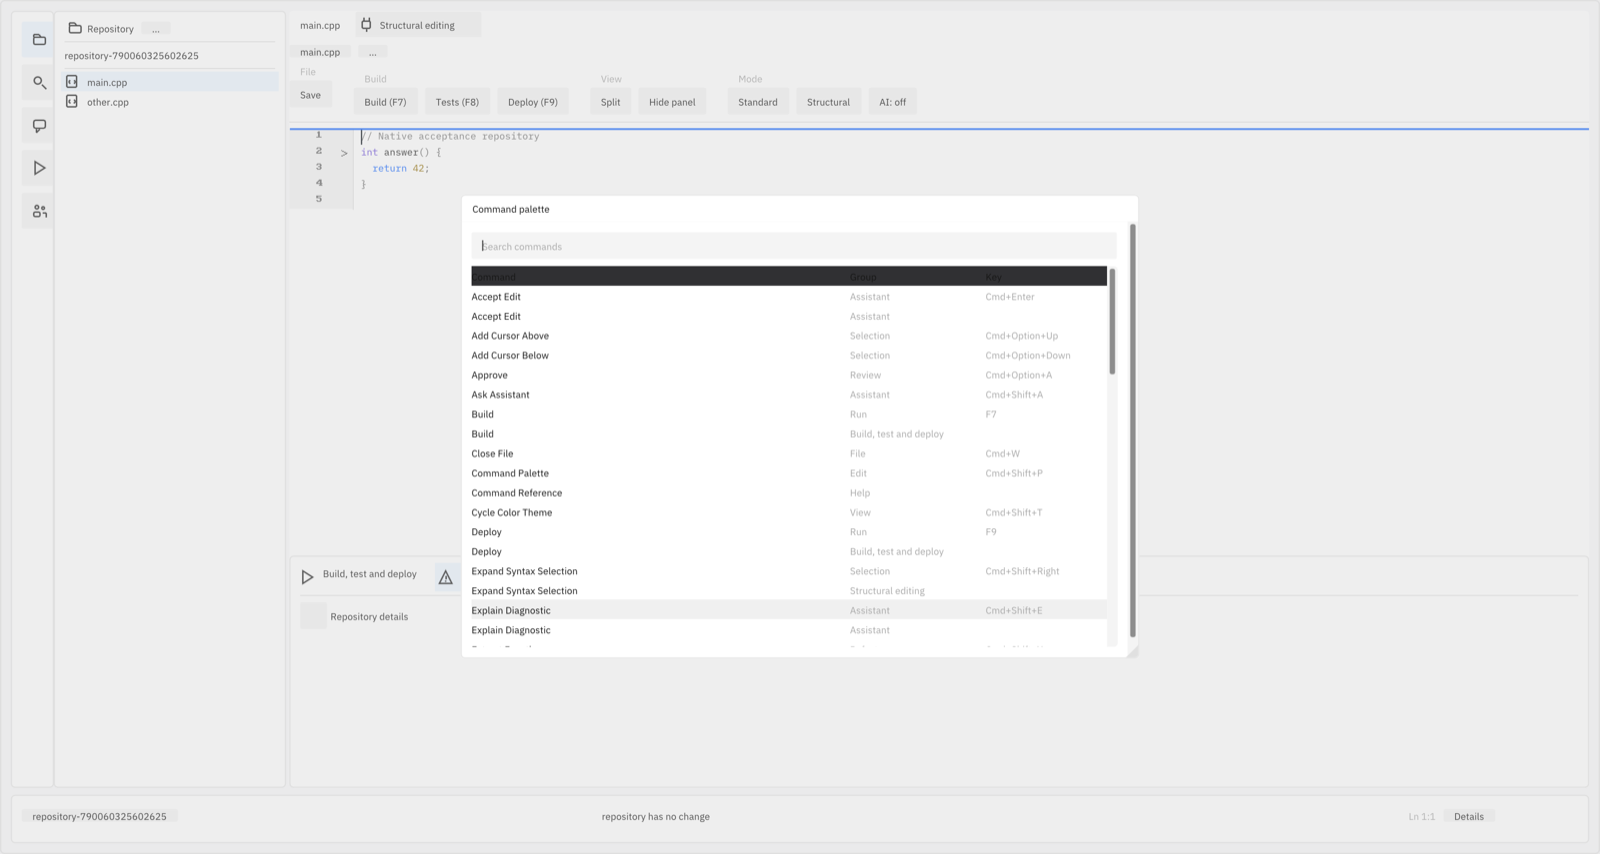 Repository ...
repository-790060325602625
main.cpp
other.cpp
main.cpp Structural editing
main.cpp ...
File Build View Mode
Save Build (F7) Tests (F8) Deploy (F9) Split Hide panel Standard Structural AI: off
1 // Native acceptance repository
2 > int answer() {
3 return 42;
4 }
5
Command palette
Search commands
Command Group Key
Accept Edit Assistant Cmd+Enter
Accept Edit Assistant
Add Cursor Above Selection Cmd+Option+Up
Add Cursor Below Selection Cmd+Option+Down
Approve Review Cmd+Option+A
Ask Assistant Assistant Cmd+Shift+A
Build Run F7
Build Build, test and deploy
Close File File Cmd+W
Command Palette Edit Cmd+Shift+P
Command Reference Help
Cycle Color Theme View Cmd+Shift+T
Deploy Run F9
Deploy Build, test and deploy
Expand Syntax Selection Selection Cmd+Shift+Right
Expand Syntax Selection Structural editing
Explain Diagnostic Assistant Cmd+Shift+E
Explain Diagnostic Assistant
Build, test and deploy
Repository details
repository-790060325602625 repository has no change Ln 1:1 Details